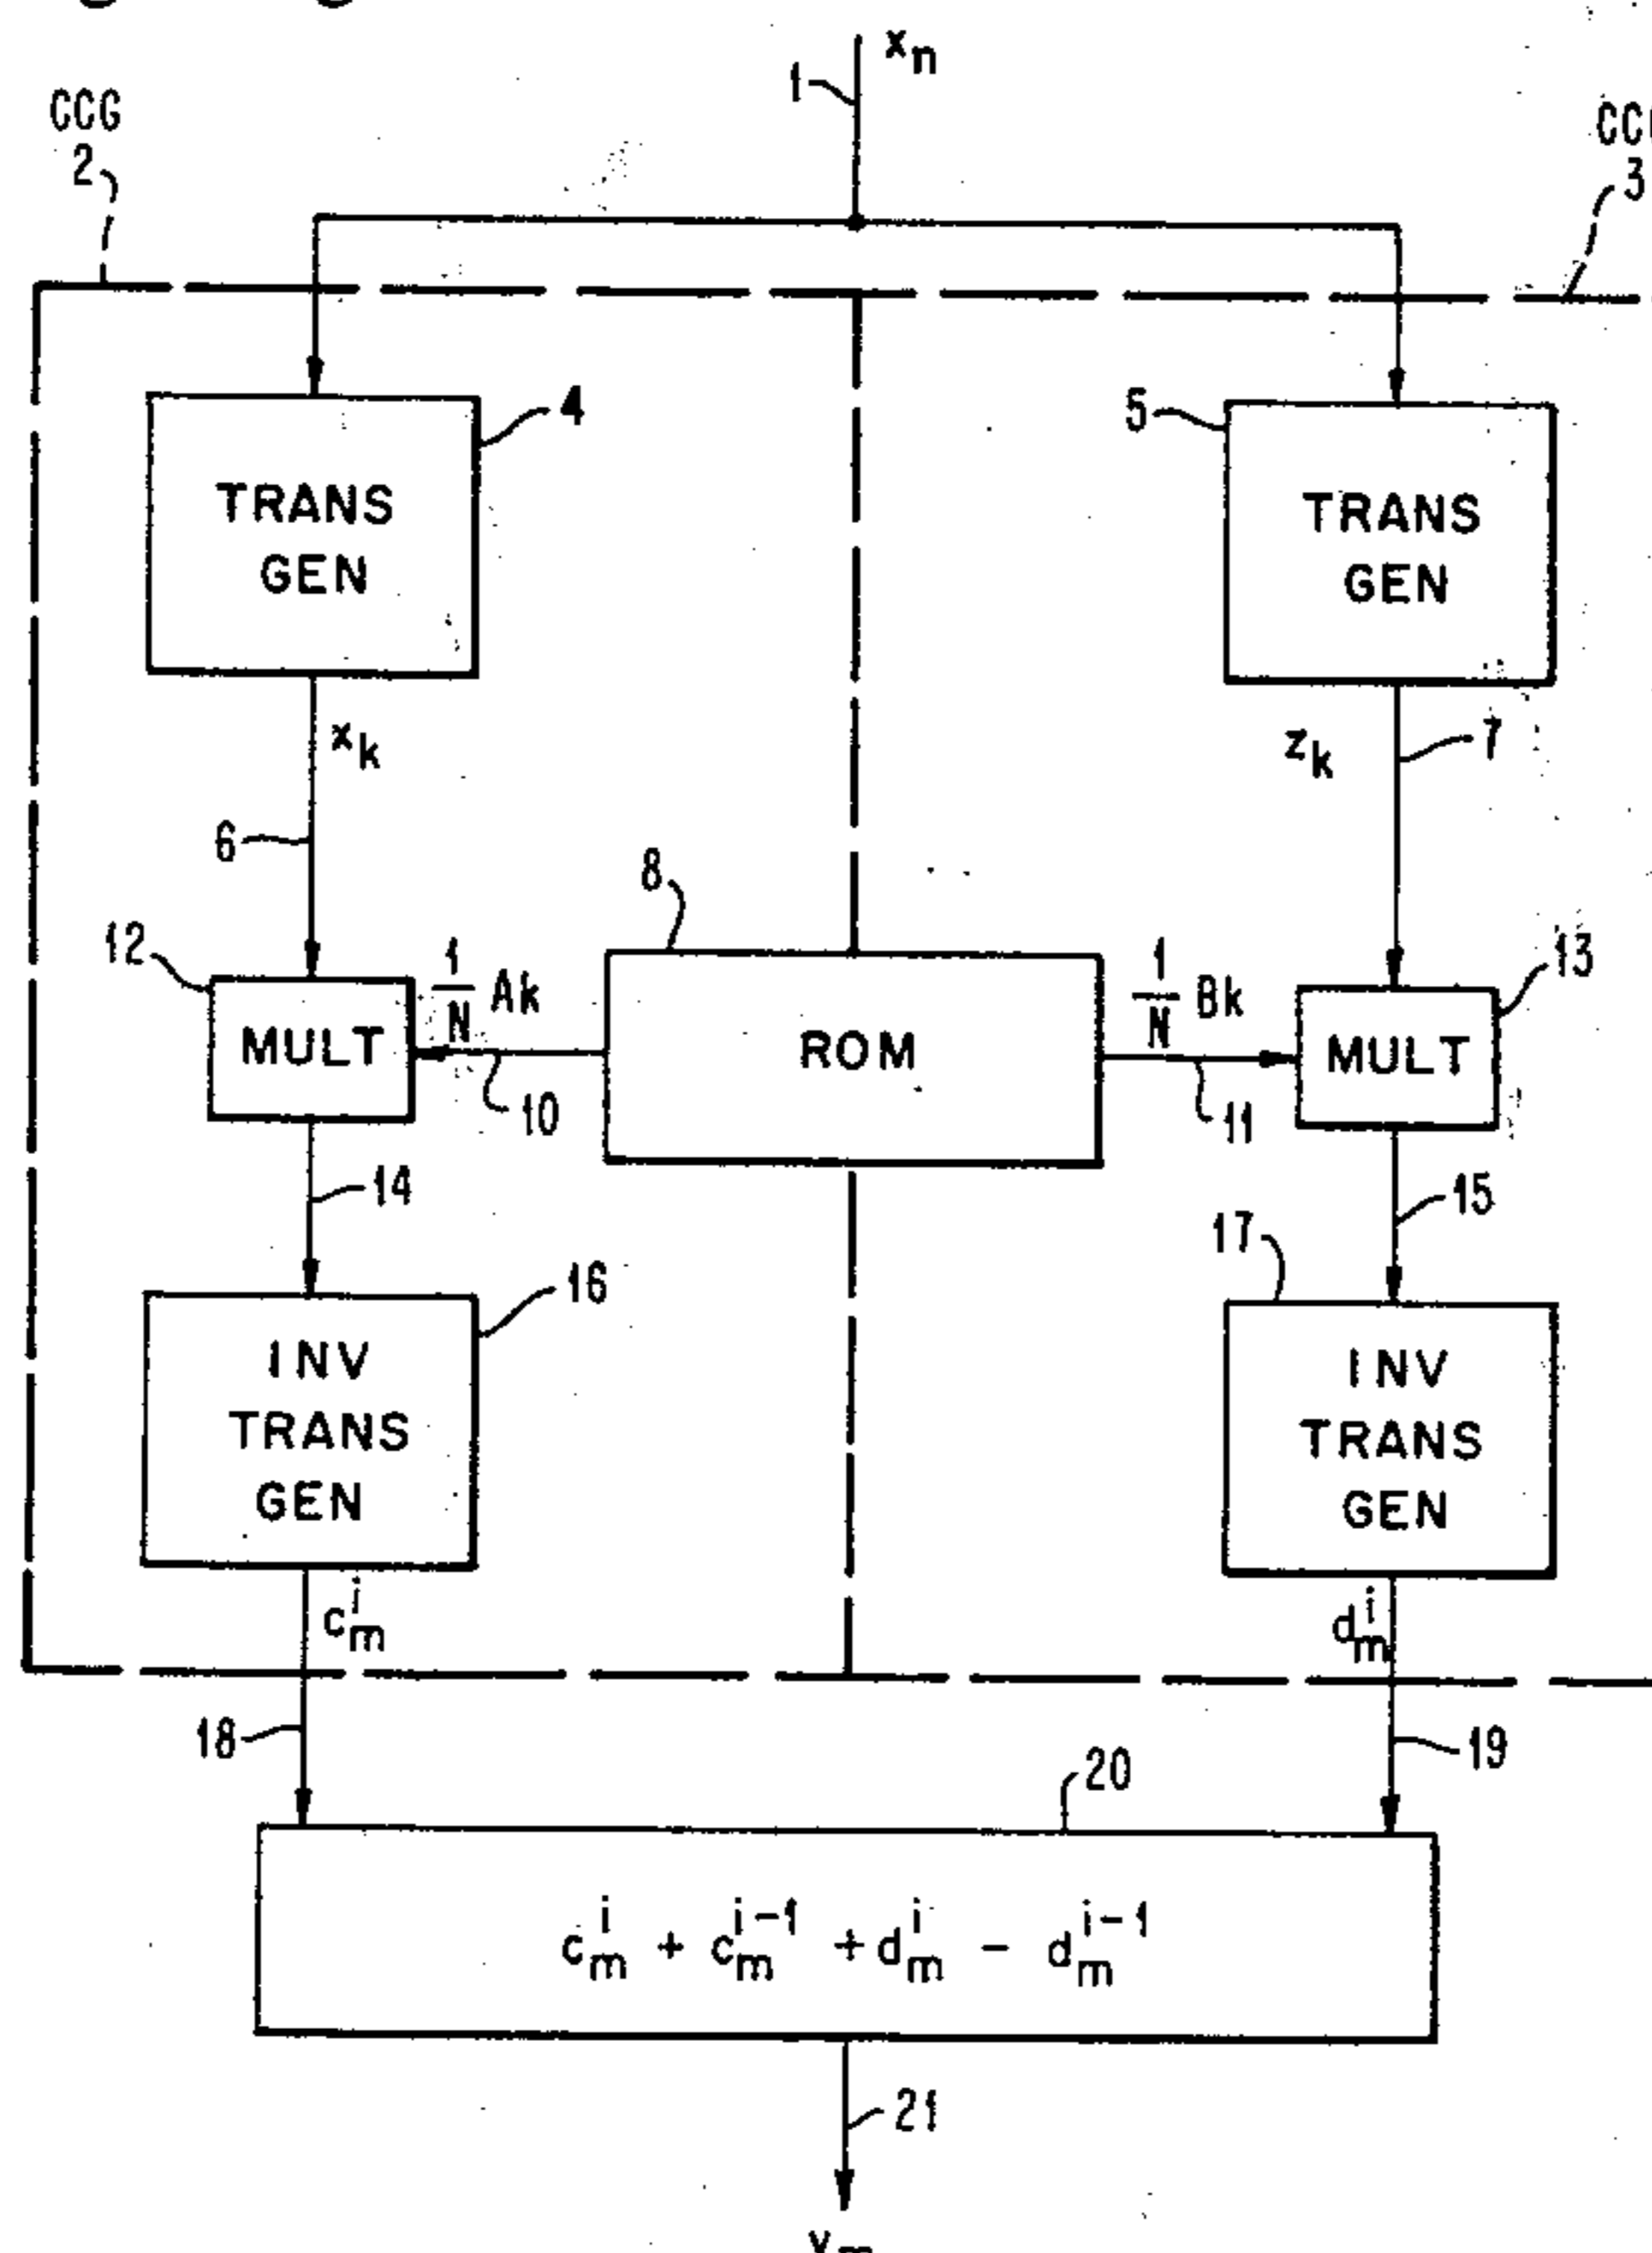 x_n
1
CCG
2
3
4
5
TRANS
GEN
TRANS
GEN
x_k
z_k
7
6
8
12
1/N Ak
1/N Bk
13
MULT
ROM
MULT
10
11
14
15
16
17
INV
TRANS
GEN
INV
TRANS
GEN
c_m^i
d_m^i
18
19
20
c_m^i + c_m^{i-1} + d_m^i - d_m^{i-1}
21